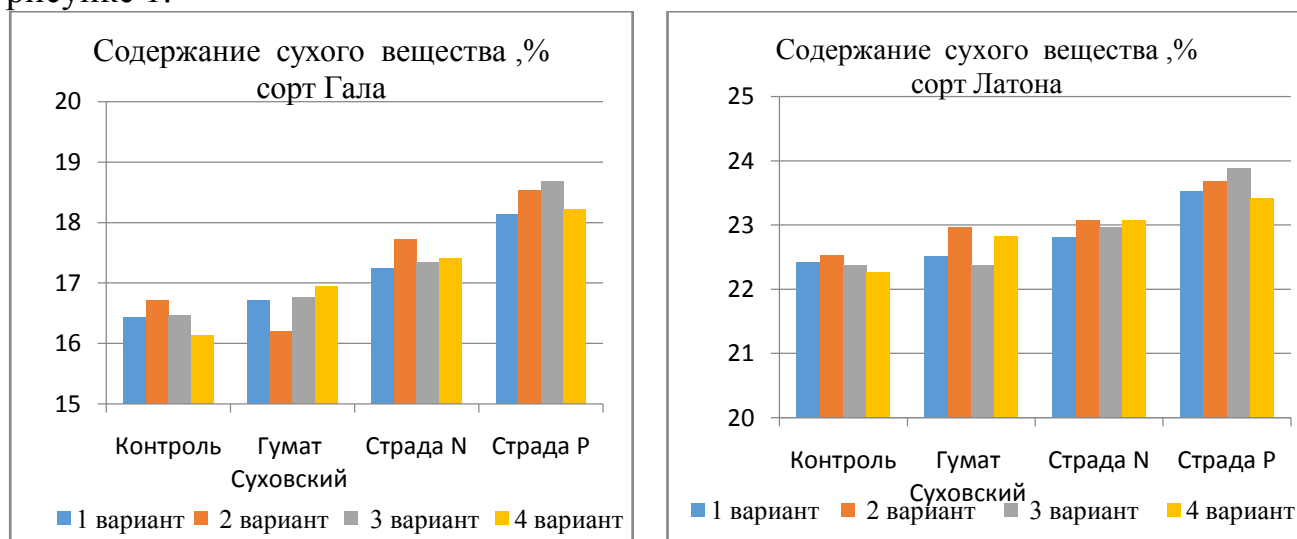 рисунке 1.
Содержание сухого вещества ,%
сорт Гала
20
19
18
17
16
15
Контроль
Гумат
Суховский
Страда N
Страда P
1 вариант
2 вариант
3 вариант
4 вариант
Содержание сухого вещества ,%
сорт Латона
25
24
23
22
21
20
Контроль
Гумат
Суховский
Страда N
Страда P
1 вариант
2 вариант
3 вариант
4 вариант